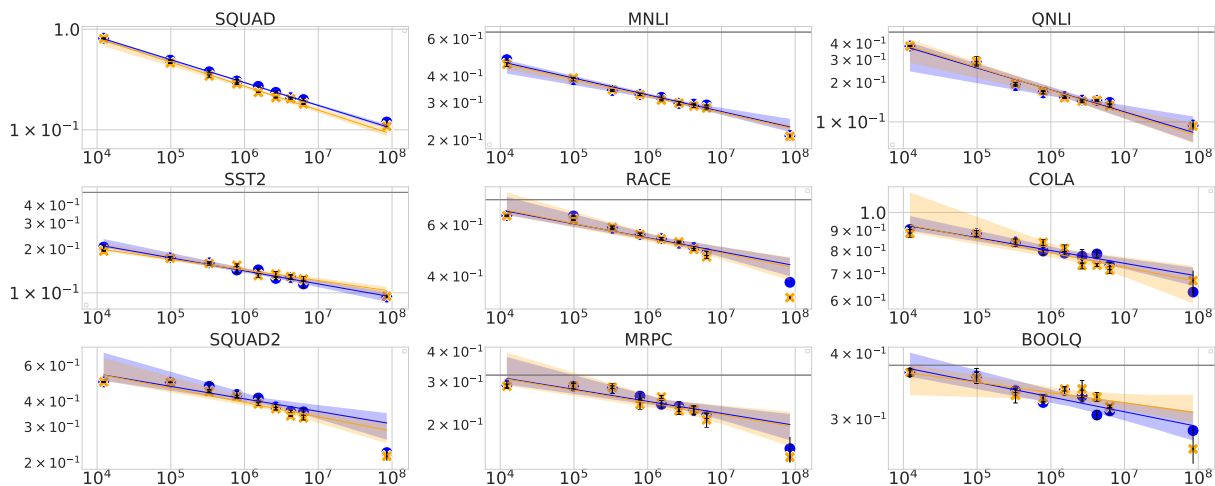 SQUAD
1.0
1 × 10⁻¹
10⁴ 10⁵ 10⁶ 10⁷ 10⁸
MNLI
6 × 10⁻¹
4 × 10⁻¹
3 × 10⁻¹
2 × 10⁻¹
10⁴ 10⁵ 10⁶ 10⁷ 10⁸
QNLI
4 × 10⁻¹
3 × 10⁻¹
2 × 10⁻¹
1 × 10⁻¹
10⁴ 10⁵ 10⁶ 10⁷ 10⁸
SST2
4 × 10⁻¹
3 × 10⁻¹
2 × 10⁻¹
1 × 10⁻¹
10⁴ 10⁵ 10⁶ 10⁷ 10⁸
RACE
6 × 10⁻¹
4 × 10⁻¹
10⁴ 10⁵ 10⁶ 10⁷ 10⁸
COLA
1.0
9 × 10⁻¹
8 × 10⁻¹
7 × 10⁻¹
6 × 10⁻¹
10⁴ 10⁵ 10⁶ 10⁷ 10⁸
SQUAD2
6 × 10⁻¹
4 × 10⁻¹
3 × 10⁻¹
2 × 10⁻¹
10⁴ 10⁵ 10⁶ 10⁷ 10⁸
MRPC
4 × 10⁻¹
3 × 10⁻¹
2 × 10⁻¹
10⁴ 10⁵ 10⁶ 10⁷ 10⁸
BOOLQ
4 × 10⁻¹
3 × 10⁻¹
10⁴ 10⁵ 10⁶ 10⁷ 10⁸